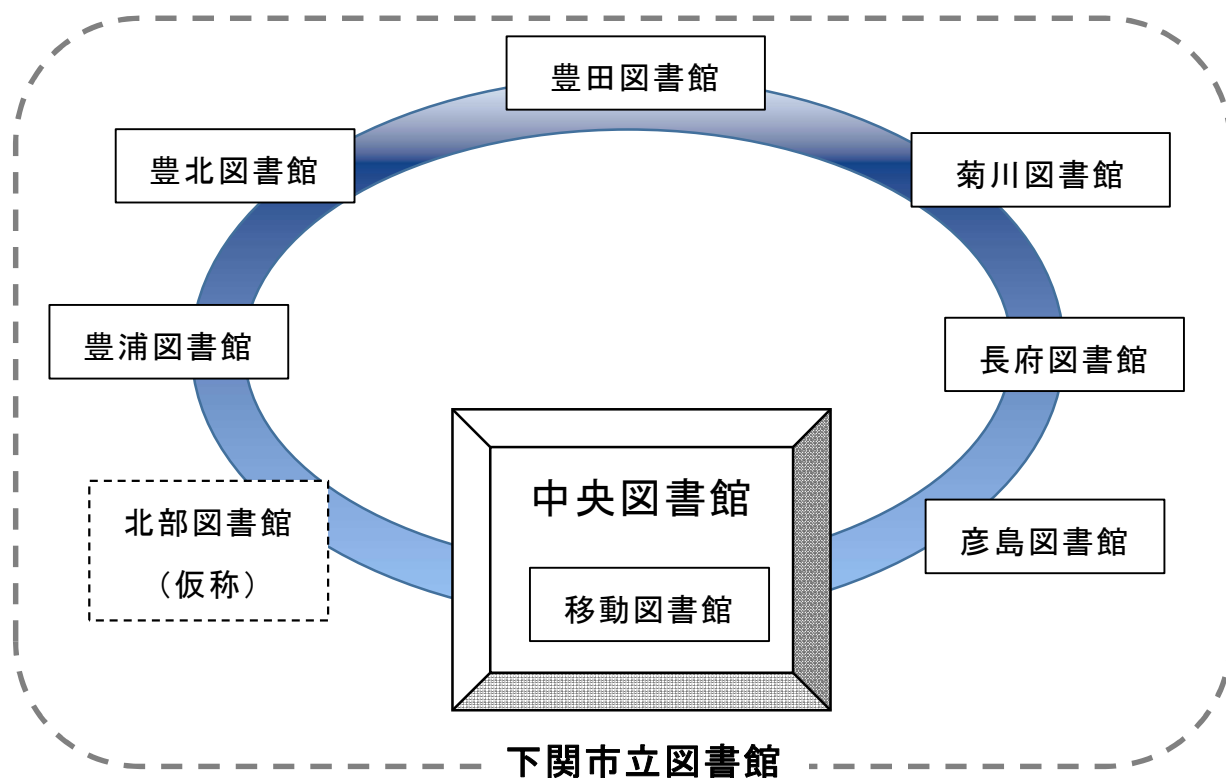 豊田図書館
豊北図書館
菊川図書館
豊浦図書館
長府図書館
中央図書館
北部図書館
（仮称）
彦島図書館
移動図書館
下関市立図書館